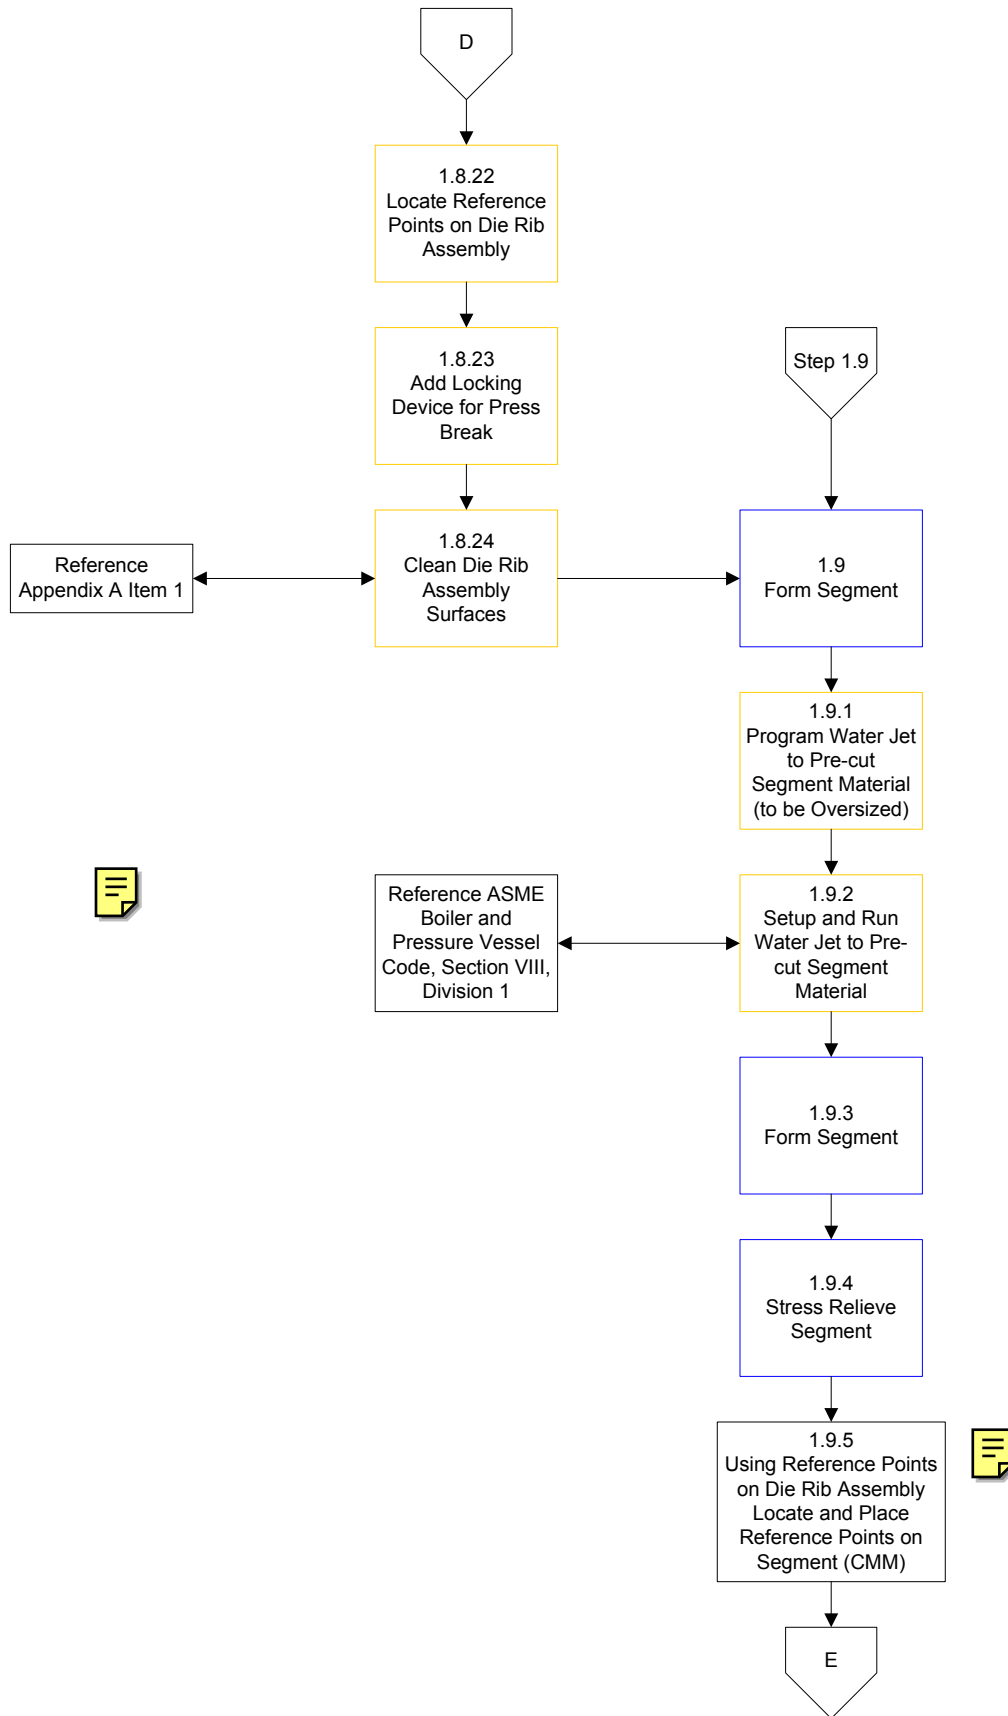 D
1.8.22
Locate Reference
Points on Die Rib
Assembly
1.8.23
Add Locking
Device for Press
Break
Step 1.9
Reference
Appendix A Item 1
1.8.24
Clean Die Rib
Assembly
Surfaces
1.9
Form Segment
1.9.1
Program Water Jet
to Pre-cut
Segment Material
(to be Oversized)
Reference ASME
Boiler and
Pressure Vessel
Code, Section VIII,
Division 1
1.9.2
Setup and Run
Water Jet to Pre-
cut Segment
Material
1.9.3
Form Segment
1.9.4
Stress Relieve
Segment
1.9.5
Using Reference Points
on Die Rib Assembly
Locate and Place
Reference Points on
Segment (CMM)
E